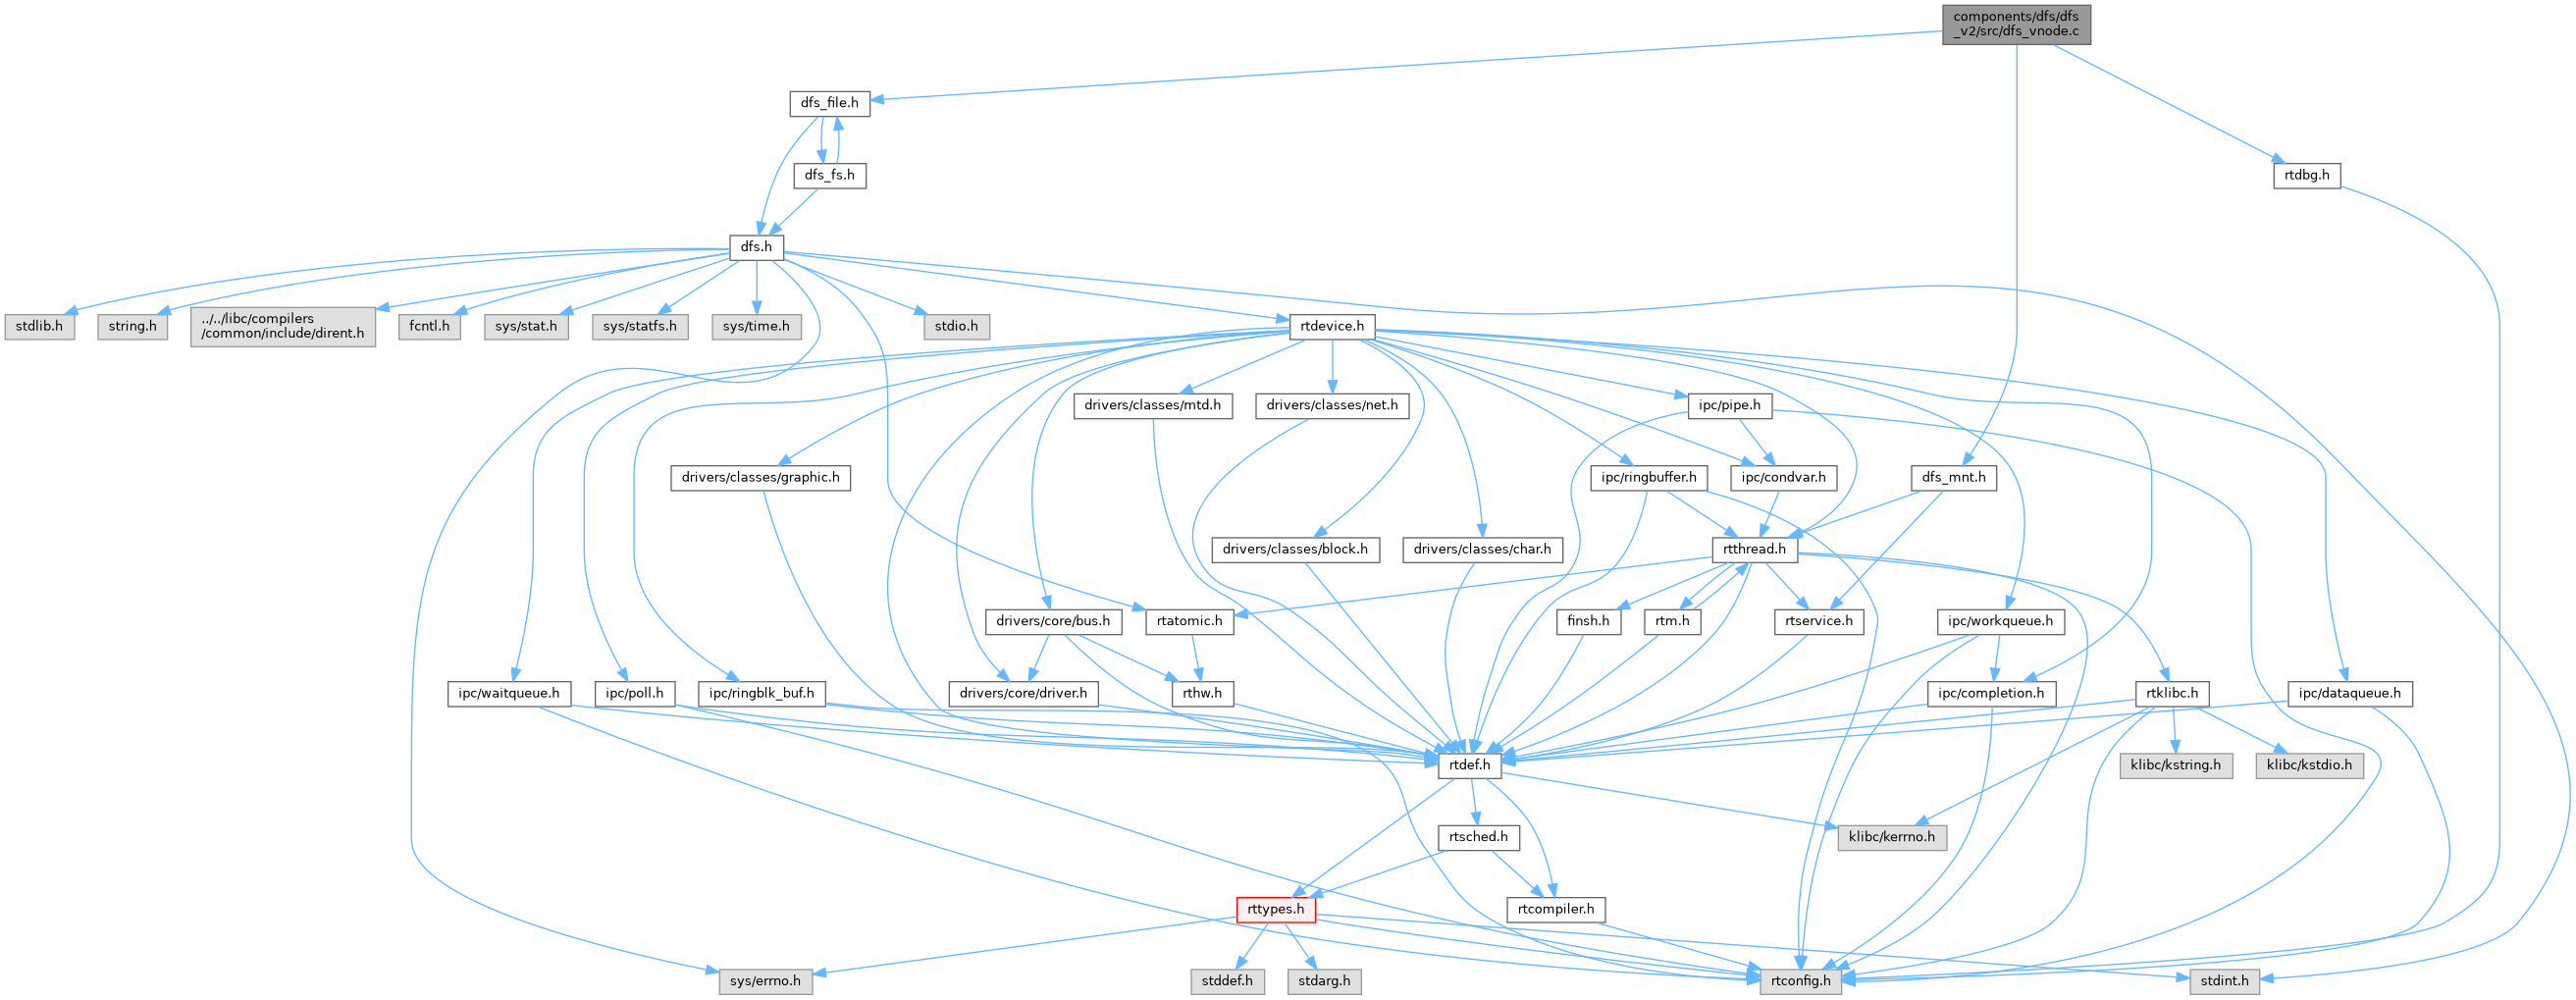 components/dfs/dfs
_v2/src/dfs_vnode.c
dfs_file.h
dfs_fs.h
rtdbg.h
dfs.h
stdlib.h
string.h
../../libc/compilers
/common/include/dirent.h
fcntl.h
sys/stat.h
sys/statfs.h
sys/time.h
stdio.h
rtdevice.h
drivers/classes/mtd.h
drivers/classes/net.h
ipc/pipe.h
drivers/classes/graphic.h
ipc/ringbuffer.h
ipc/condvar.h
dfs_mnt.h
drivers/classes/block.h
drivers/classes/char.h
rtthread.h
drivers/core/bus.h
rtatomic.h
finsh.h
rtm.h
rtservice.h
ipc/workqueue.h
ipc/waitqueue.h
ipc/poll.h
ipc/ringblk_buf.h
drivers/core/driver.h
rthw.h
ipc/completion.h
rtklibc.h
ipc/dataqueue.h
rtdef.h
klibc/kstring.h
klibc/kstdio.h
rtsched.h
klibc/kerrno.h
rttypes.h
rtcompiler.h
sys/errno.h
stddef.h
stdarg.h
rtconfig.h
stdint.h